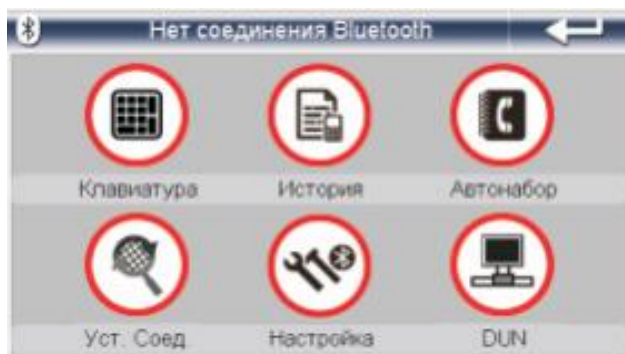 Нет соединения Bluetooth
Клавиатура История Автонабор
Уст. Соед Настройка DUN